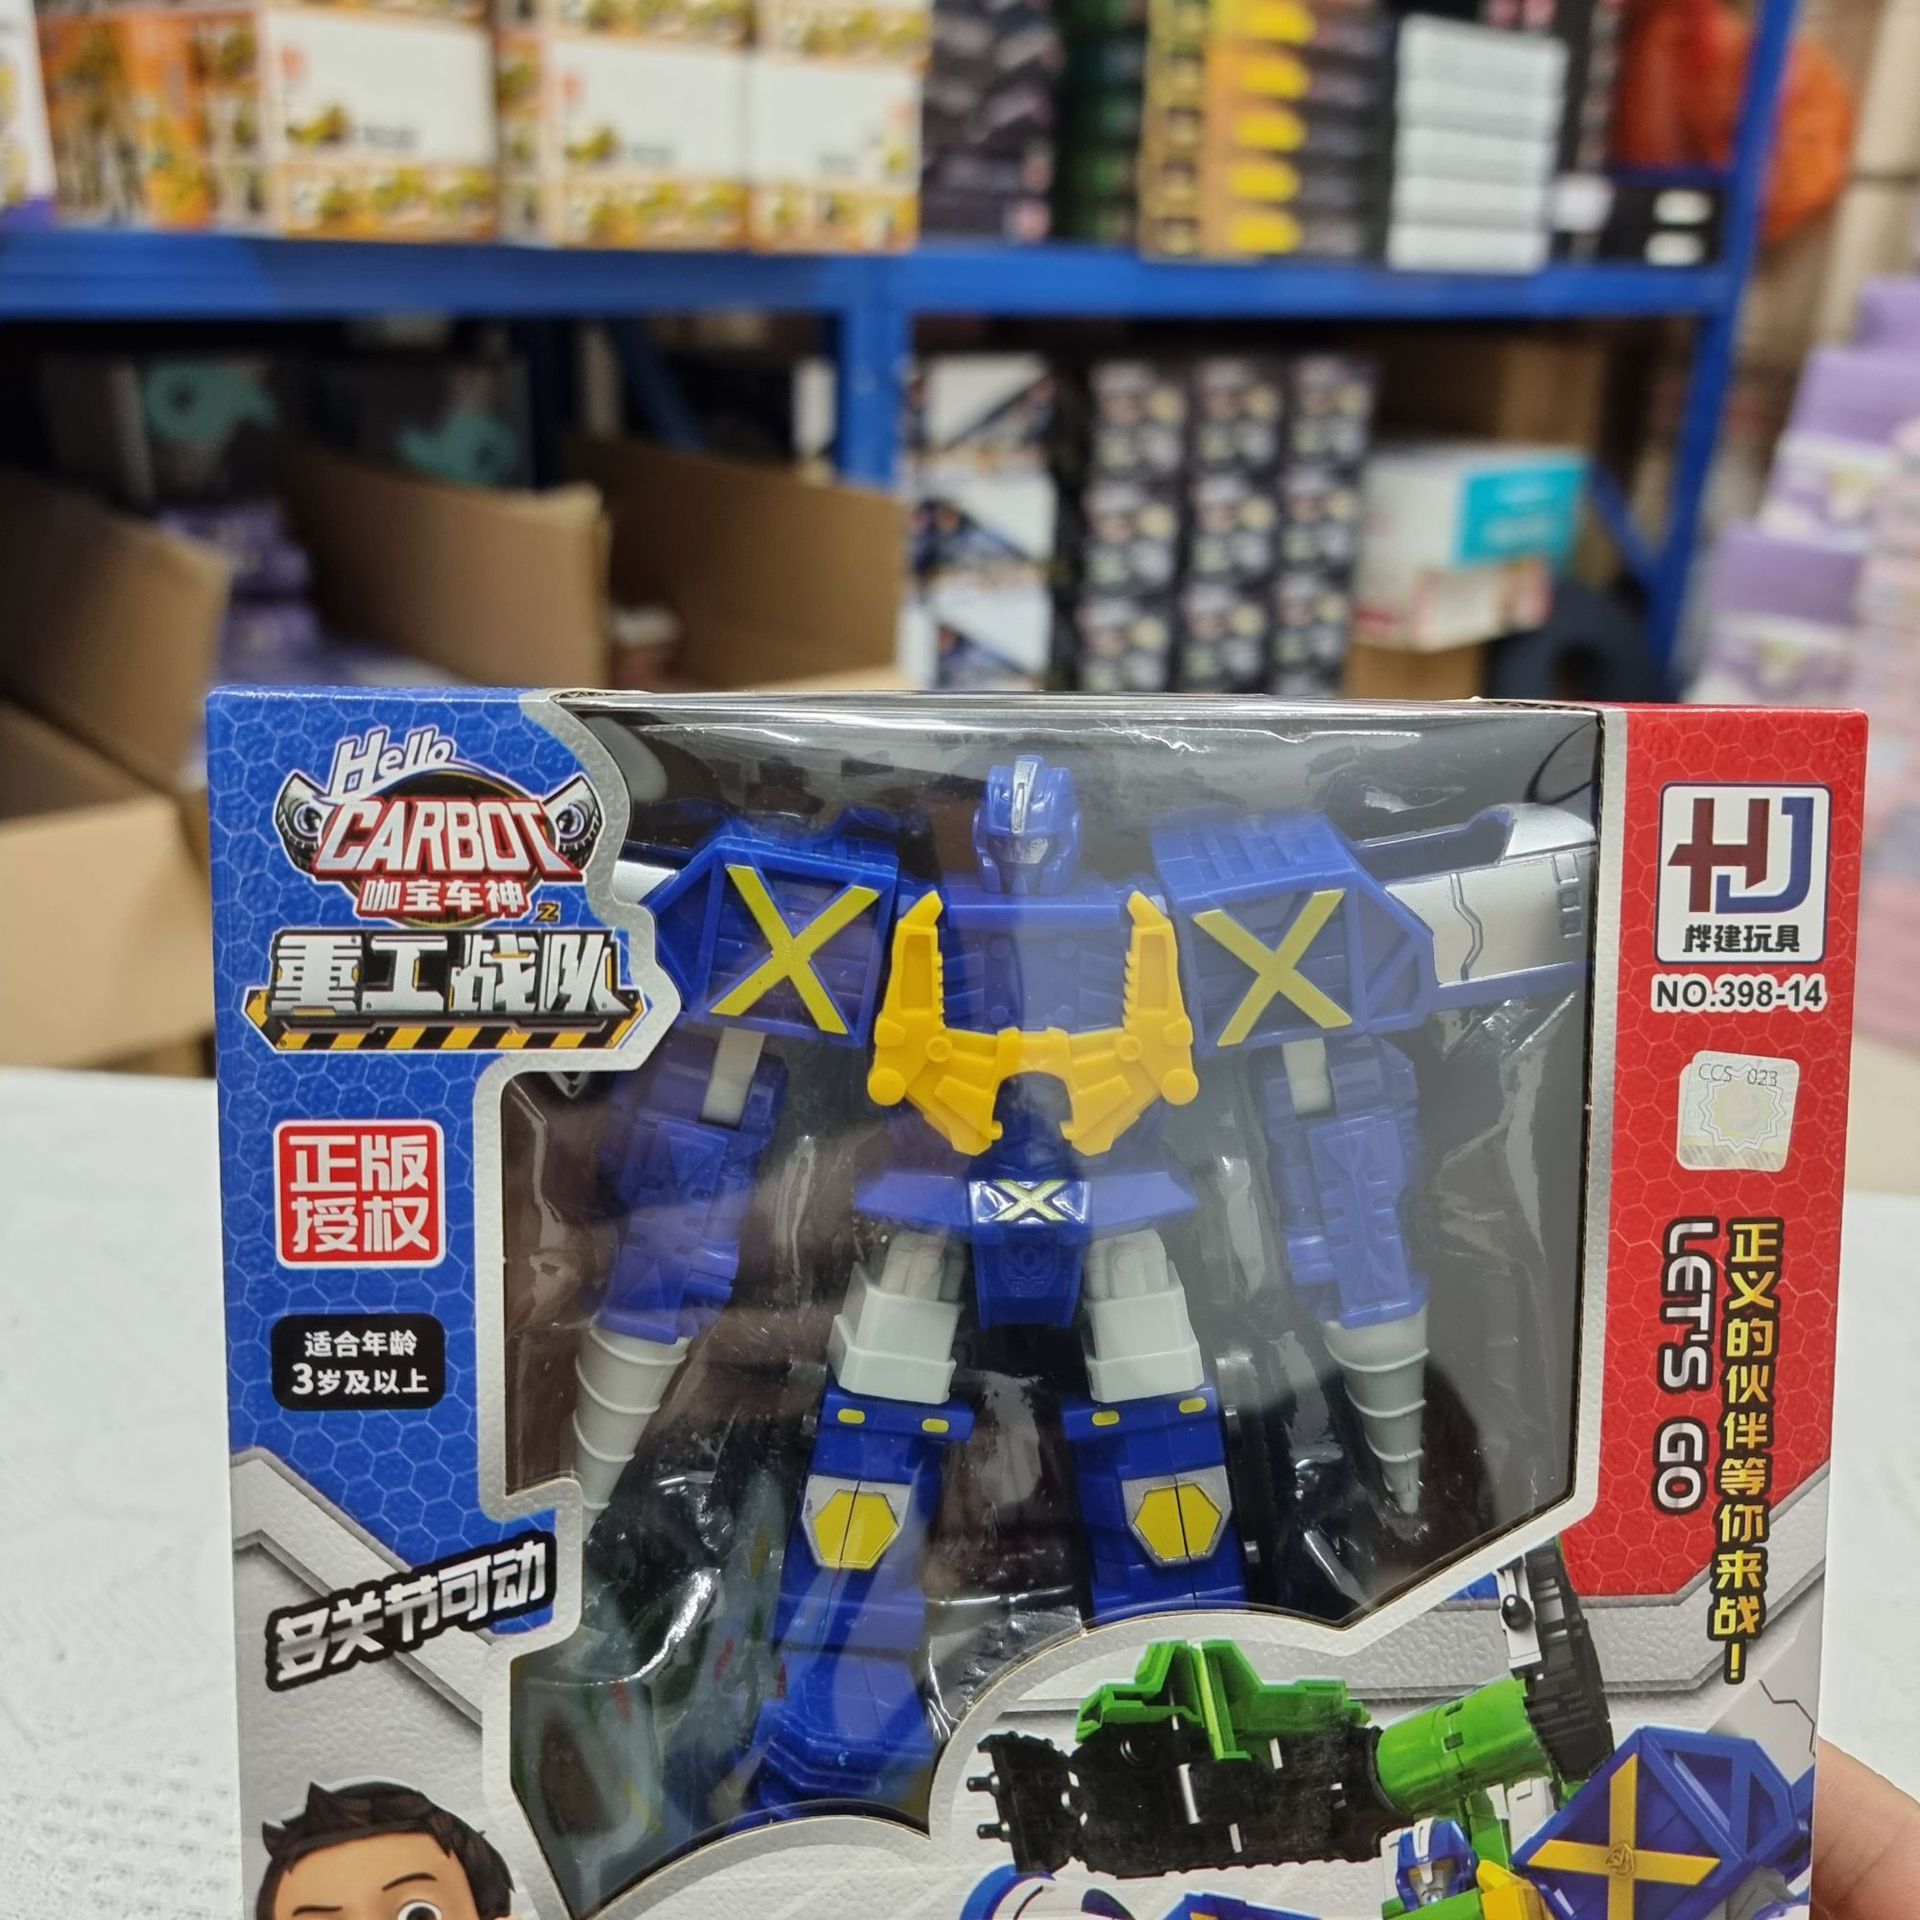 Hello
CARBOT
咖宝车神之
重工战队
正版
授权
适合年龄
3岁及以上
多关节可动
HJ
桦建玩具
NO.398-14
CCS 023
正义的伙伴等你来战！
LET'S GO